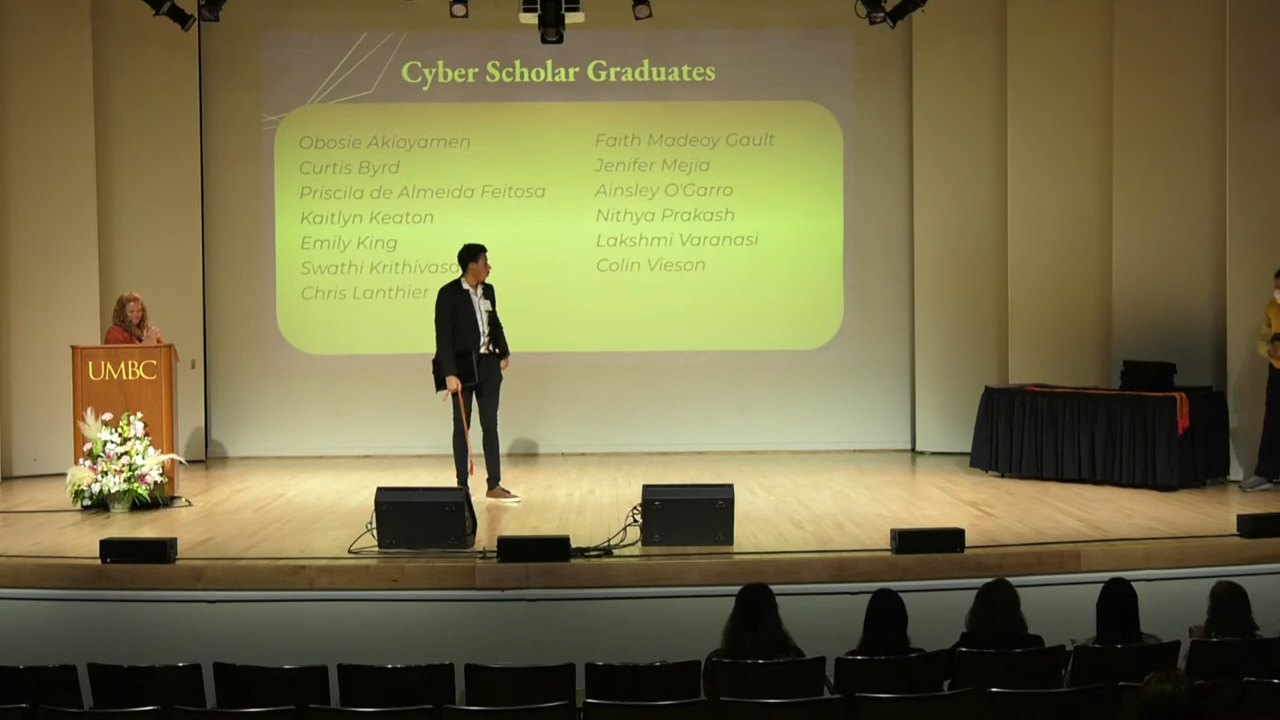 Cyber Scholar Graduates
Obosie Akioyamen
Curtis Byrd
Priscila de Almeida Feitosa
Kaitlyn Keaton
Emily King
Swathi
Chris Lanthier
Faith Madeoy Gault
Jenifer Mejia
Ainsley O'Garro
Nithya Prakash
Lakshmi Varanasi
Colin Vieson
UMBC